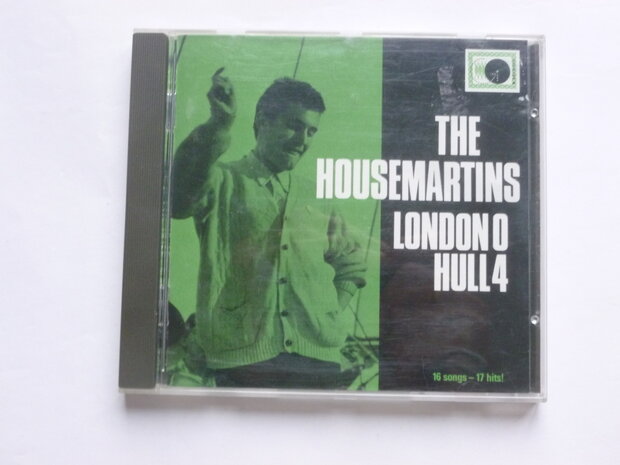 THE
HOUSEMARTINS
LONDON 0
HULL 4
16 songs – 17 hits!